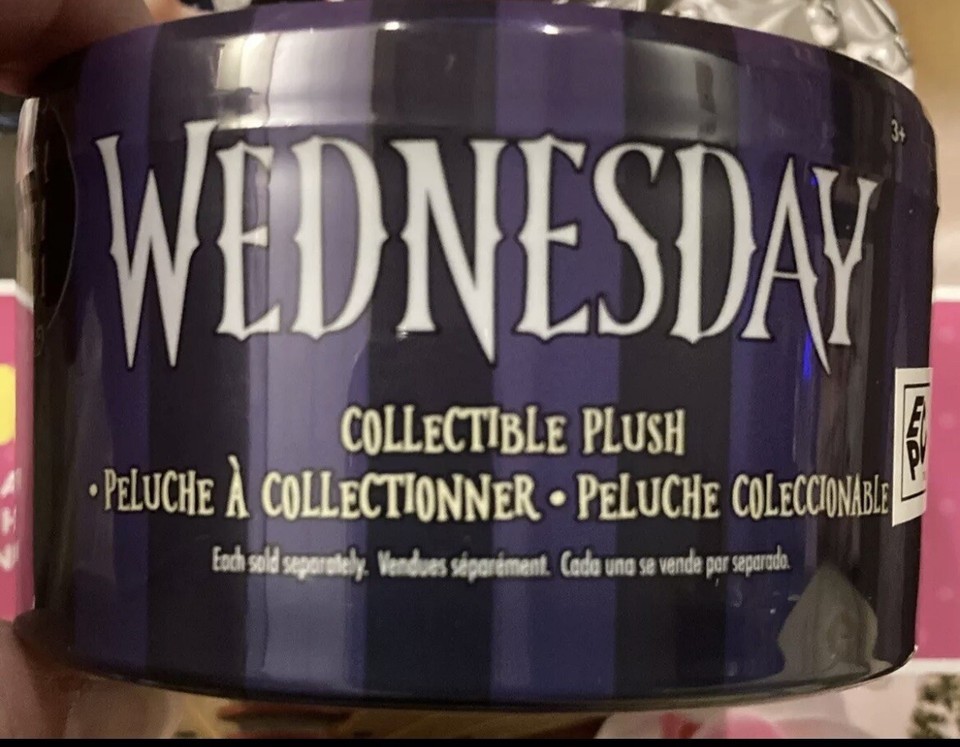 3+
WEDNESDAY
COLLECTIBLE PLUSH
• PELUCHE À COLLECTIONNER • PELUCHE COLECCIONABLE
Each sold separately. Vendues séparément. Cada una se vende por separado.